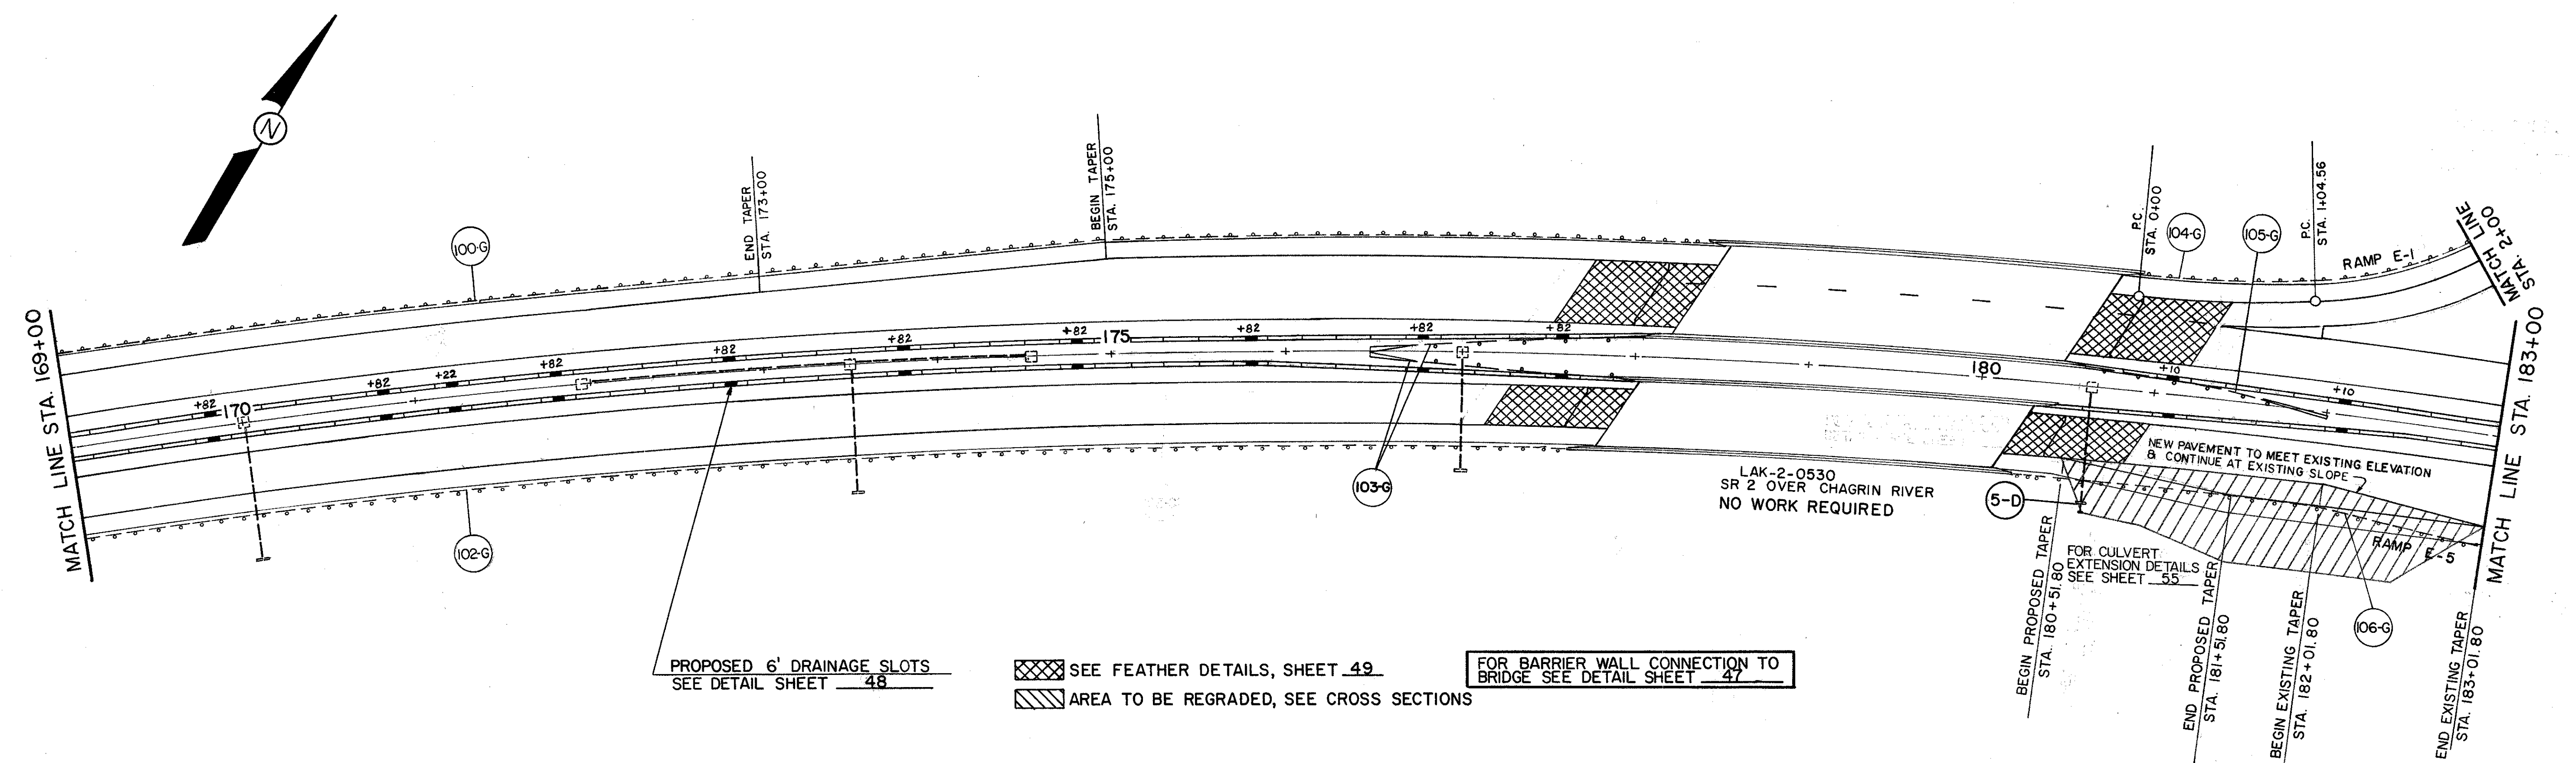 N
END TAPER
STA. 173+00
BEGIN TAPER
STA. 175+00
P.C.
STA. 0+00
104-G
105-G
P.C.
STA. 1+04.56
RAMP E-1
MATCH LINE
STA. 2+00
100-G
MATCH LINE STA. 169+00
+82
170
+82
+22
+82
+82
+82
+82
175
+82
+82
+82
180
+10
+10
MATCH LINE STA. 183+00
102-G
103-G
LAK-2-0530
SR 2 OVER CHAGRIN RIVER
NO WORK REQUIRED
5-D
NEW PAVEMENT TO MEET EXISTING ELEVATION
& CONTINUE AT EXISTING SLOPE
RAMP E-5
FOR CULVERT
EXTENSION DETAILS
SEE SHEET 55
106-G
BEGIN PROPOSED TAPER
STA. 180+51.80
END PROPOSED TAPER
STA. 181+51.80
BEGIN EXISTING TAPER
STA. 182+01.80
END EXISTING TAPER
STA. 183+01.80
PROPOSED 6' DRAINAGE SLOTS
SEE DETAIL SHEET 48
SEE FEATHER DETAILS, SHEET 49
AREA TO BE REGRADED, SEE CROSS SECTIONS
FOR BARRIER WALL CONNECTION TO
BRIDGE SEE DETAIL SHEET 47